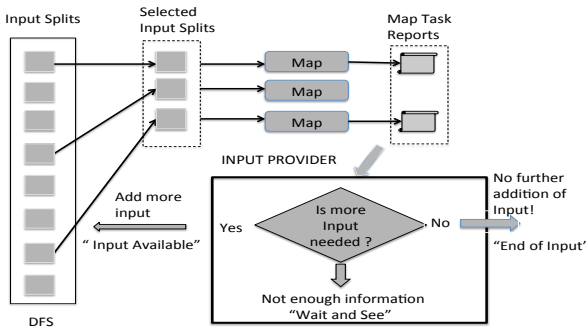 Input Splits
Selected
Input Splits
Map Task
Reports
Map
Map
Map
INPUT PROVIDER
No further
addition of
Input!
"End of Input'
Add more
input
" Input Available"
Yes
Is more
Input
needed ?
No
Not enough information
"Wait and See"
DFS